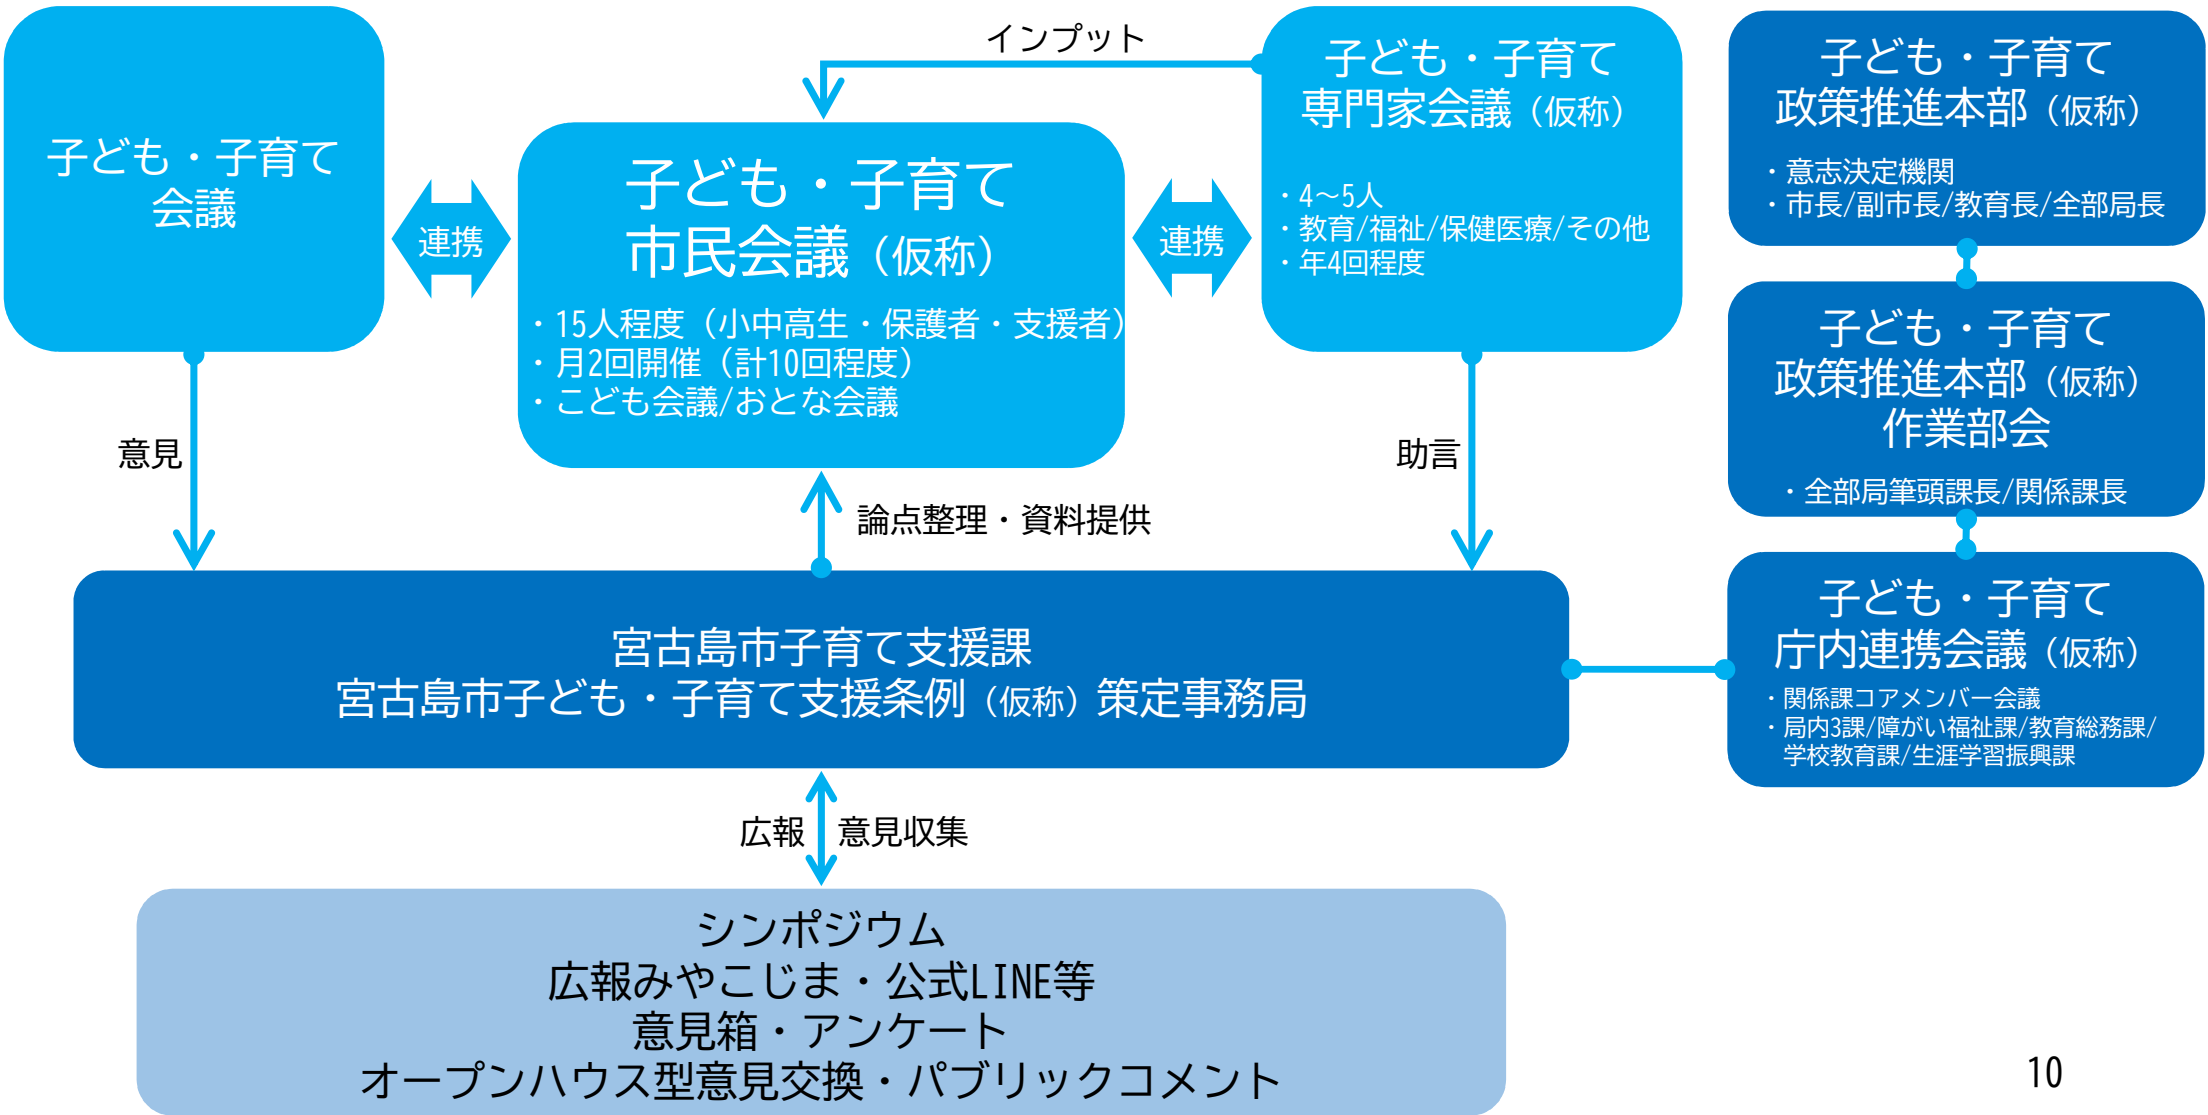 子ども・子育て
会議
連携
インプット
子ども・子育て
市民会議（仮称）
・15人程度（小中高生・保護者・支援者）
・月2回開催（計10回程度）
・こども会議/おとな会議
連携
子ども・子育て
専門家会議（仮称）
・4～5人
・教育/福祉/保健医療/その他
・年4回程度
意見
論点整理・資料提供
助言
宮古島市子育て支援課
宮古島市子ども・子育て支援条例（仮称）策定事務局
広報
意見収集
シンポジウム
広報みやこじま・公式LINE等
意見箱・アンケート
オープンハウス型意見交換・パブリックコメント
子ども・子育て
政策推進本部（仮称）
・意志決定機関
・市長/副市長/教育長/全部局長
子ども・子育て
政策推進本部（仮称）
作業部会
・全部局筆頭課長/関係課長
子ども・子育て
庁内連携会議（仮称）
・関係課コアメンバー会議
・局内3課/障がい福祉課/教育総務課/
学校教育課/生涯学習振興課
10